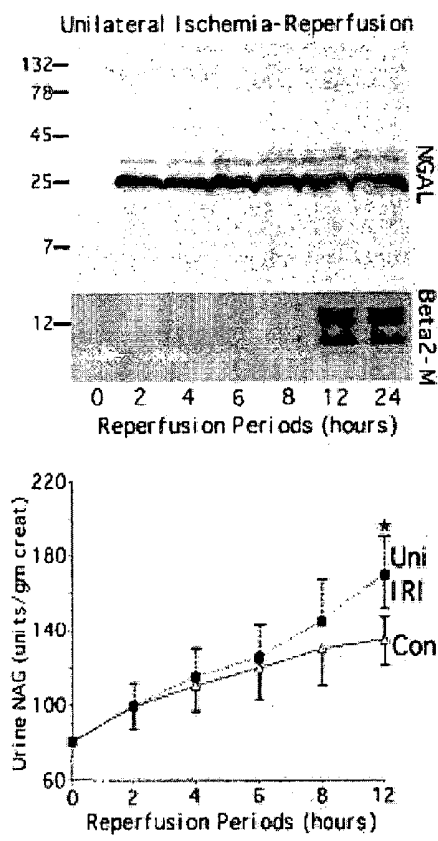 Unilateral Ischemia-Reperfusion
132
78
45
25
7
NGAL
12
Beta2-M
0 2 4 6 8 12 24
Reperfusion Periods (hours)
220
180
140
100
60
Urine NAG (units/gm creat.)
Uni
IRI
Con
0 2 4 6 8 12
Reperfusion Periods (hours)